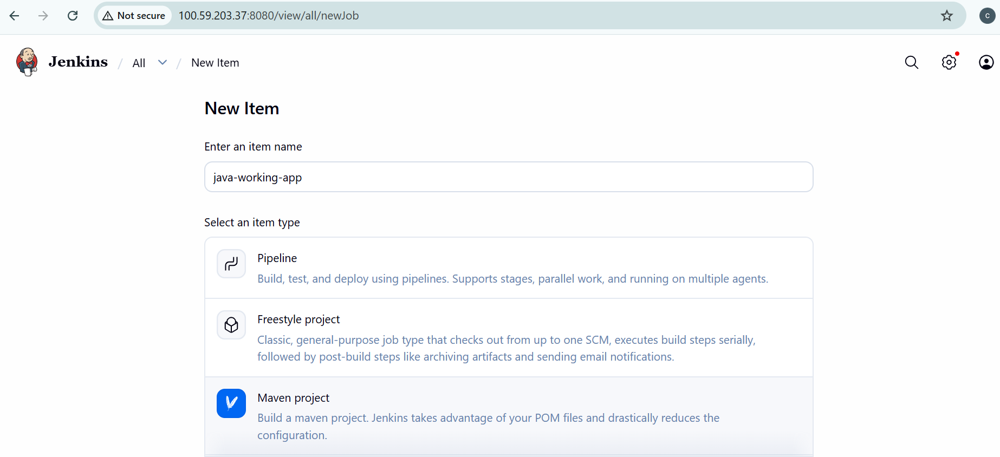 Not secure 100.59.203.37:8080/view/all/newJob C
Jenkins / All / New Item
New Item
Enter an item name
java-working-app
Select an item type
Pipeline
Build, test, and deploy using pipelines. Supports stages, parallel work, and running on multiple agents.
Freestyle project
Classic, general-purpose job type that checks out from up to one SCM, executes build steps serially,
followed by post-build steps like archiving artifacts and sending email notifications.
Maven project
Build a maven project. Jenkins takes advantage of your POM files and drastically reduces the
configuration.